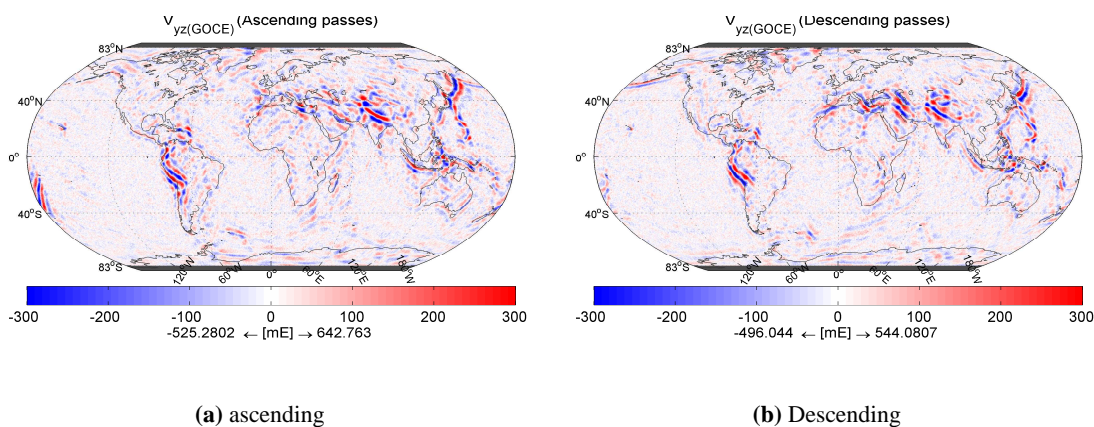 V yz(GOCE) (Ascending passes)
83°N
40°N
0°
40°S
83°S
120°W 60°W 0° 60°E 120°E 180°W
-300 -200 -100 0 100 200 300
-525.2802 ← [mE] → 642.763
(a) ascending
V yz(GOCE) (Descending passes)
83°N
40°N
0°
40°S
83°S
120°W 60°W 0° 60°E 120°E 180°W
-300 -200 -100 0 100 200 300
-496.044 ← [mE] → 544.0807
(b) Descending